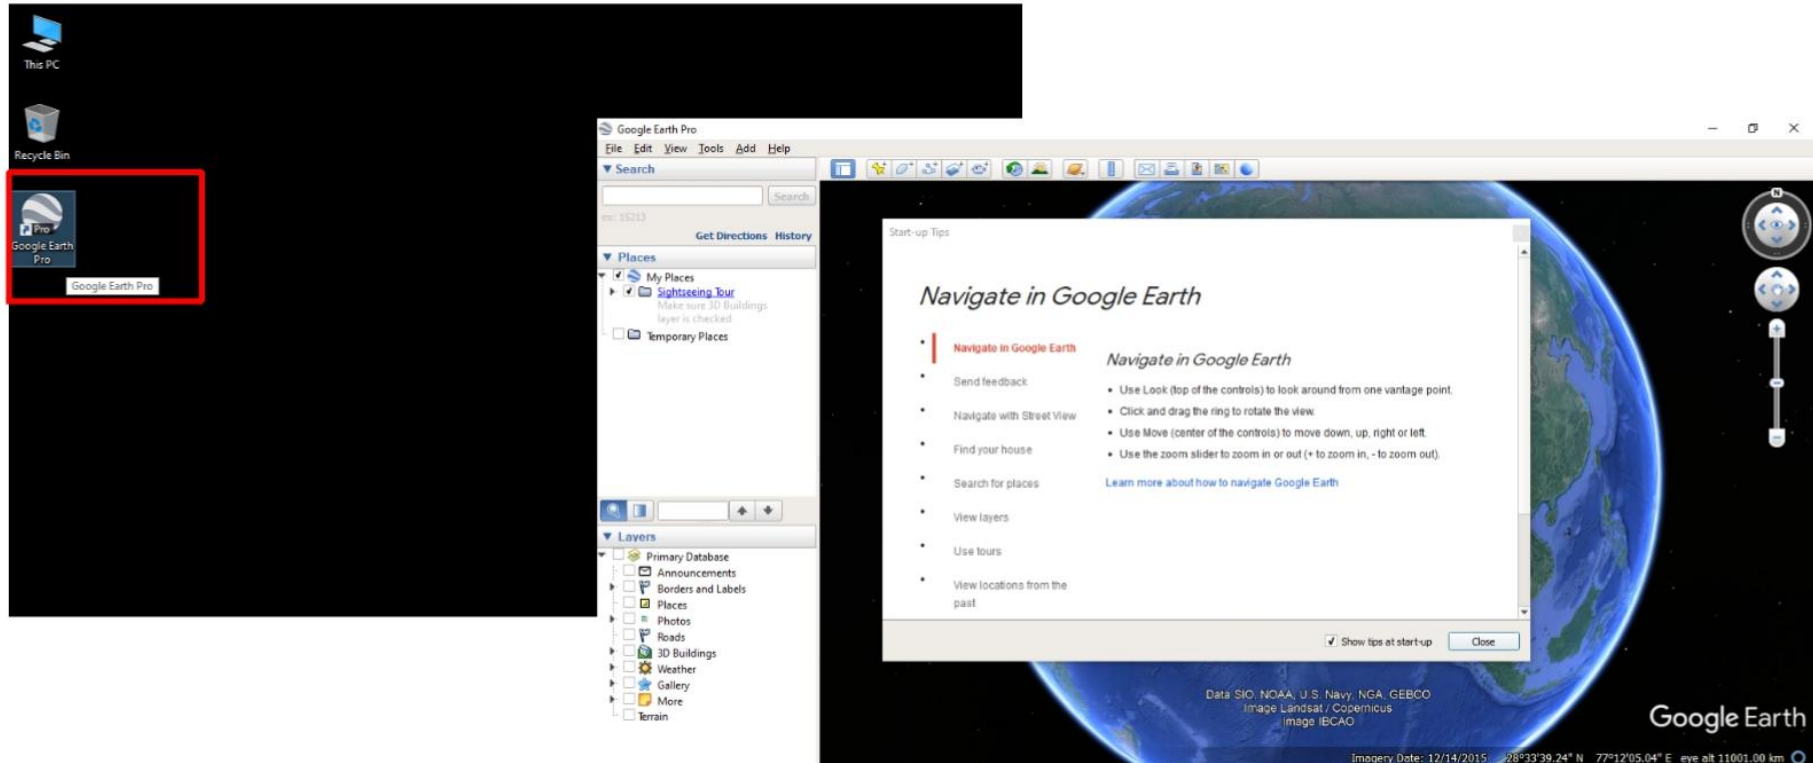 This PC
Recycle Bin
Pro
Google Earth
Pro
Google Earth Pro
Google Earth Pro
File Edit View Tools Add Help
Search
Search
ex: 15213
Get Directions History
Places
My Places
Sightseeing Tour
Make sure 3D Buildings
layer is checked
Temporary Places
Layers
Primary Database
Announcements
Borders and Labels
Places
Photos
Roads
3D Buildings
Weather
Gallery
More
Terrain
Start-up Tips
Navigate in Google Earth
Navigate in Google Earth
Send feedback
Navigate with Street View
Find your house
Search for places
View layers
Use tours
View locations from the
past
Navigate in Google Earth
• Use Look (top of the controls) to look around from one vantage point.
• Click and drag the ring to rotate the view.
• Use Move (center of the controls) to move down, up, right or left.
• Use the zoom slider to zoom in or out (+ to zoom in, - to zoom out).
Learn more about how to navigate Google Earth
Show tips at start-up Close
N
Data SIO, NOAA, U.S. Navy, NGA, GEBCO
Image Landsat / Copernicus
Image IBCAO
Google Earth
Imagery Date: 12/14/2015 28°33'39.24" N 77°12'05.04" E eye alt 11001.00 km